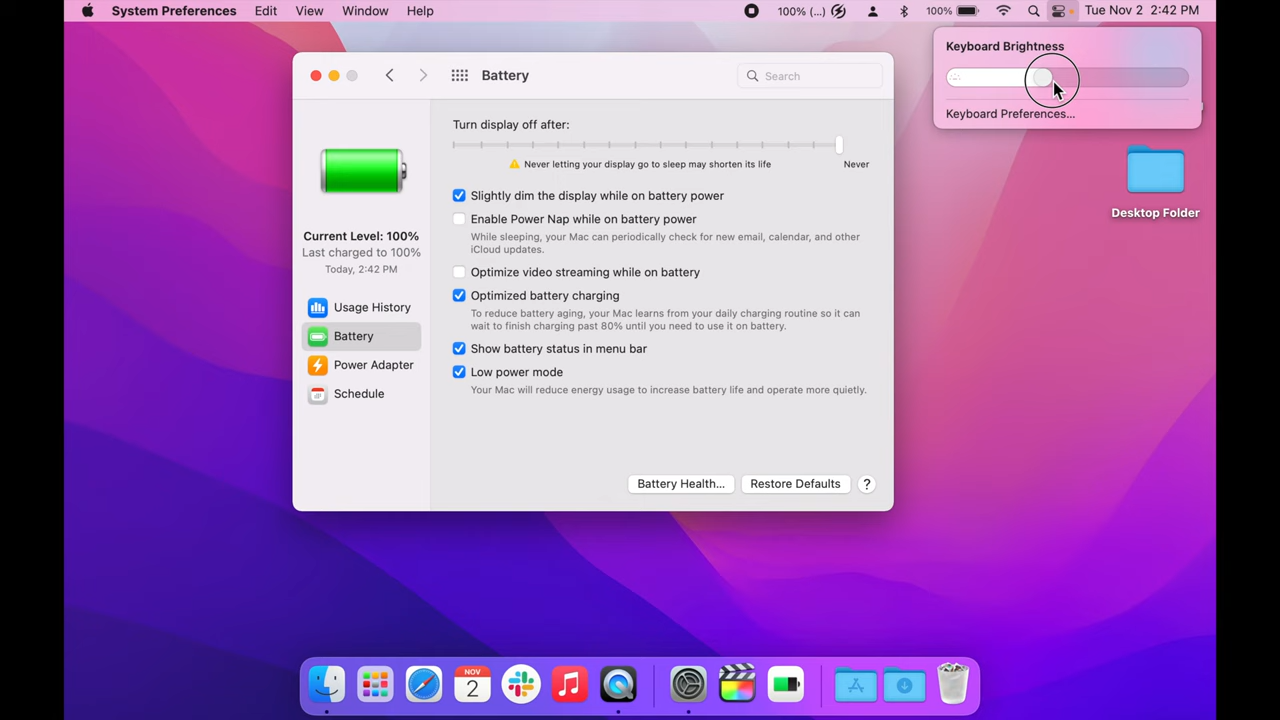 System Preferences Edit View Window Help 100% (...) 100% Tue Nov 2 2:42 PM
Keyboard Brightness
Keyboard Preferences...
Battery
Search
Turn display off after:
Never letting your display go to sleep may shorten its life Never
Slightly dim the display while on battery power
Enable Power Nap while on battery power
While sleeping, your Mac can periodically check for new email, calendar, and other
iCloud updates.
Optimize video streaming while on battery
Optimized battery charging
To reduce battery aging, your Mac learns from your daily charging routine so it can
wait to finish charging past 80% until you need to use it on battery.
Show battery status in menu bar
Low power mode
Your Mac will reduce energy usage to increase battery life and operate more quietly.
Battery Health... Restore Defaults ?
Current Level: 100%
Last charged to 100%
Today, 2:42 PM
Usage History
Battery
Power Adapter
Schedule
Desktop Folder
NOV
2